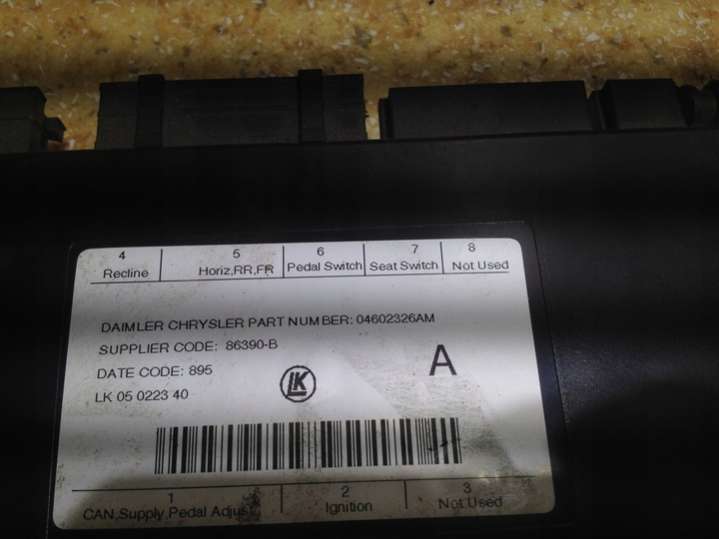 4 5 6 7 8
Recline Horiz,RR,FR Pedal Switch Seat Switch Not Used
DAIMLER CHRYSLER PART NUMBER: 04602326AM
SUPPLIER CODE: 86390-B
DATE CODE: 895
LK 05 0223 40
LK
A
1 2 3
CAN,Supply,Pedal Adjust Ignition Not Used